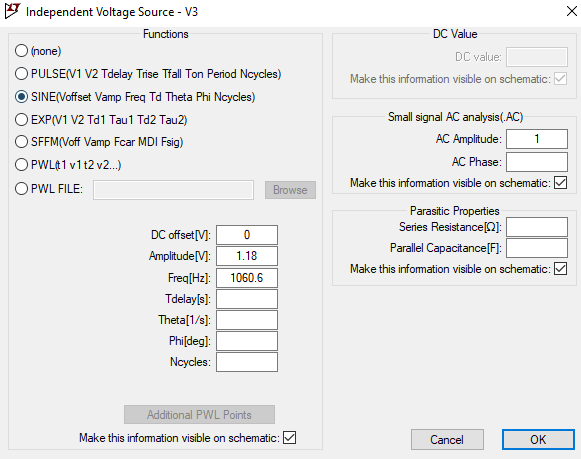 Independent Voltage Source - V3
Functions
(none)
PULSE(V1 V2 Tdelay Trise Tfall Ton Period Ncycles)
SINE(Voffset Vamp Freq Td Theta Phi Ncycles)
EXP(V1 V2 Td1 Tau1 Td2 Tau2)
SFFM(Voff Vamp Fcar MDI Fsig)
PWL(t1 v1 t2 v2...)
PWL FILE:
Browse
DC offset[V]: 0
Amplitude[V]: 1.18
Freq[Hz]: 1060.6
Tdelay[s]:
Theta[1/s]:
Phi[deg]:
Ncycles:
Additional PWL Points
Make this information visible on schematic:
DC Value
DC value:
Make this information visible on schematic:
Small signal AC analysis(.AC)
AC Amplitude: 1
AC Phase:
Make this information visible on schematic:
Parasitic Properties
Series Resistance[Ω]:
Parallel Capacitance[F]:
Make this information visible on schematic:
Cancel
OK